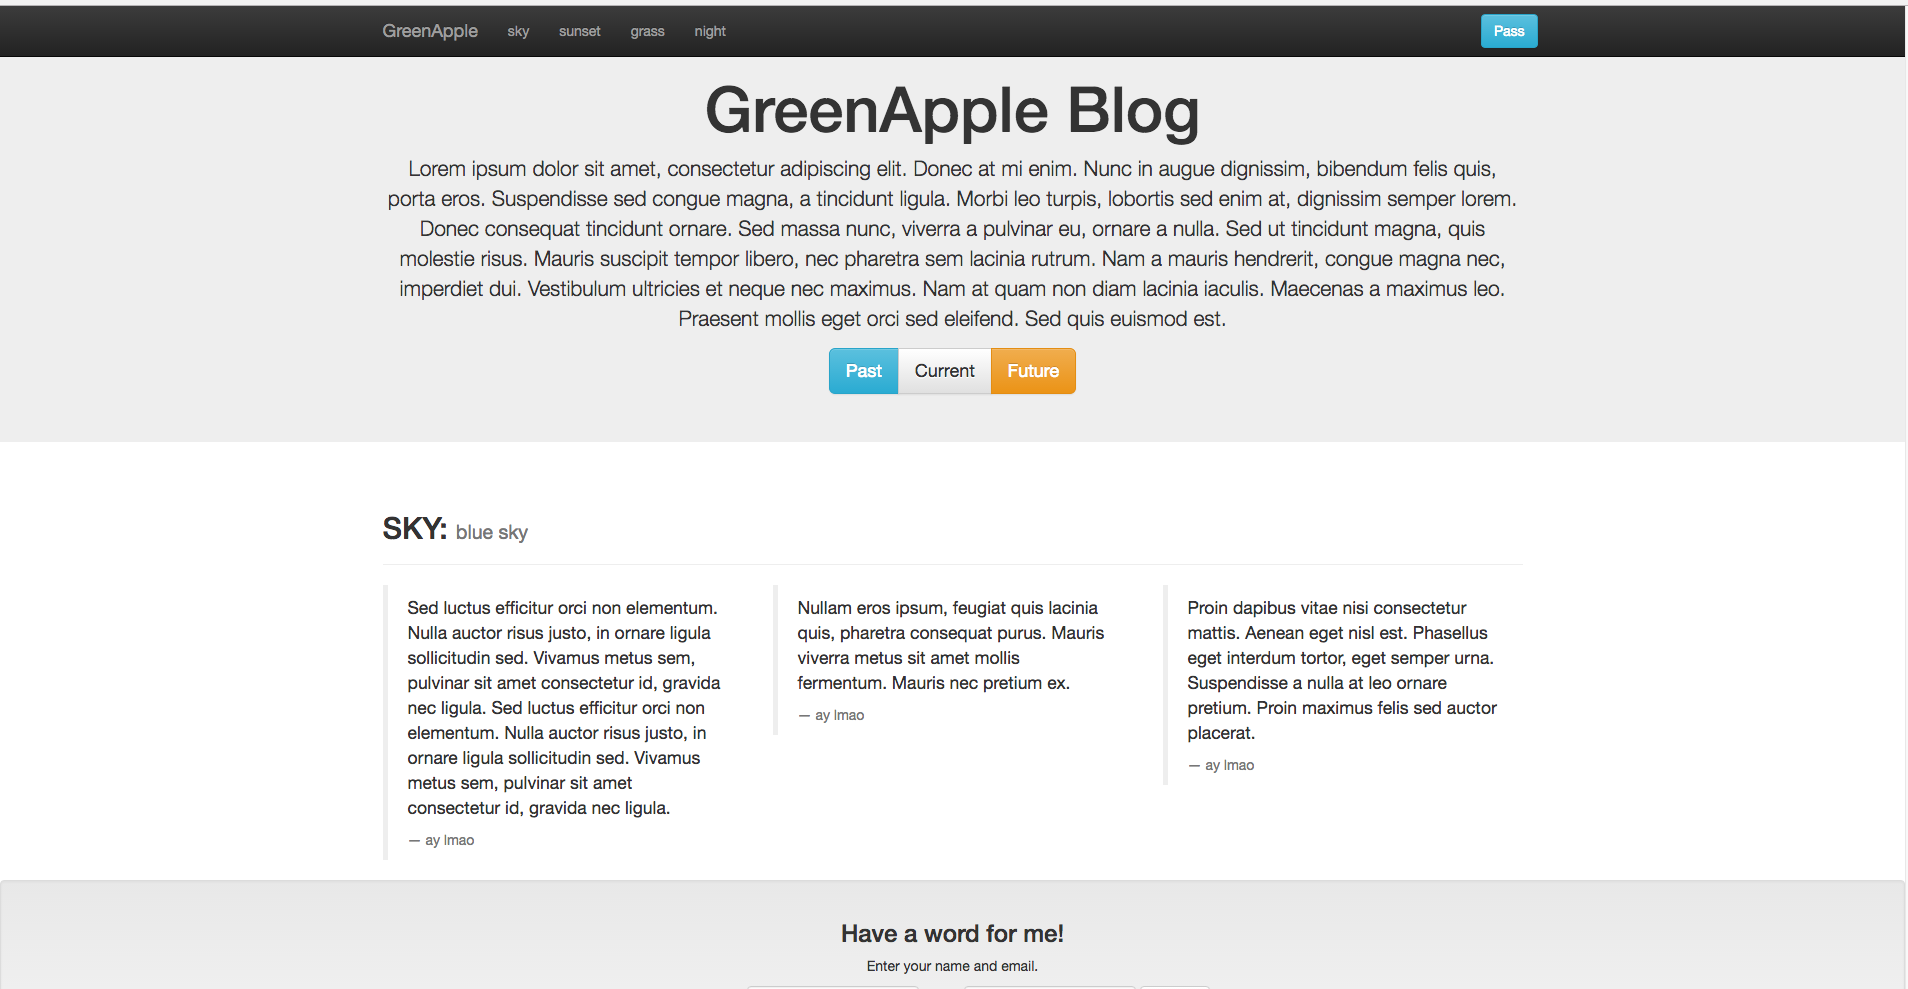 GreenApple sky sunset grass night Pass
GreenApple Blog
Lorem ipsum dolor sit amet, consectetur adipiscing elit. Donec at mi enim. Nunc in augue dignissim, bibendum felis quis,
porta eros. Suspendisse sed congue magna, a tincidunt ligula. Morbi leo turpis, lobortis sed enim at, dignissim semper lorem.
Donec consequat tincidunt ornare. Sed massa nunc, viverra a pulvinar eu, ornare a nulla. Sed ut tincidunt magna, quis
molestie risus. Mauris suscipit tempor libero, nec pharetra sem lacinia rutrum. Nam a mauris hendrerit, congue magna nec,
imperdiet dui. Vestibulum ultricies et neque nec maximus. Nam at quam non diam lacinia iaculis. Maecenas a maximus leo.
Praesent mollis eget orci sed eleifend. Sed quis euismod est.
Past Current Future
SKY: blue sky
Sed luctus efficitur orci non elementum.
Nulla auctor risus justo, in ornare ligula
sollicitudin sed. Vivamus metus sem,
pulvinar sit amet consectetur id, gravida
nec ligula. Sed luctus efficitur orci non
elementum. Nulla auctor risus justo, in
ornare ligula sollicitudin sed. Vivamus
metus sem, pulvinar sit amet
consectetur id, gravida nec ligula.
— ay lmao
Nullam eros ipsum, feugiat quis lacinia
quis, pharetra consequat purus. Mauris
viverra metus sit amet mollis
fermentum. Mauris nec pretium ex.
— ay lmao
Proin dapibus vitae nisi consectetur
mattis. Aenean eget nisl est. Phasellus
eget interdum tortor, eget semper urna.
Suspendisse a nulla at leo ornare
pretium. Proin maximus felis sed auctor
placerat.
— ay lmao
Have a word for me!
Enter your name and email.